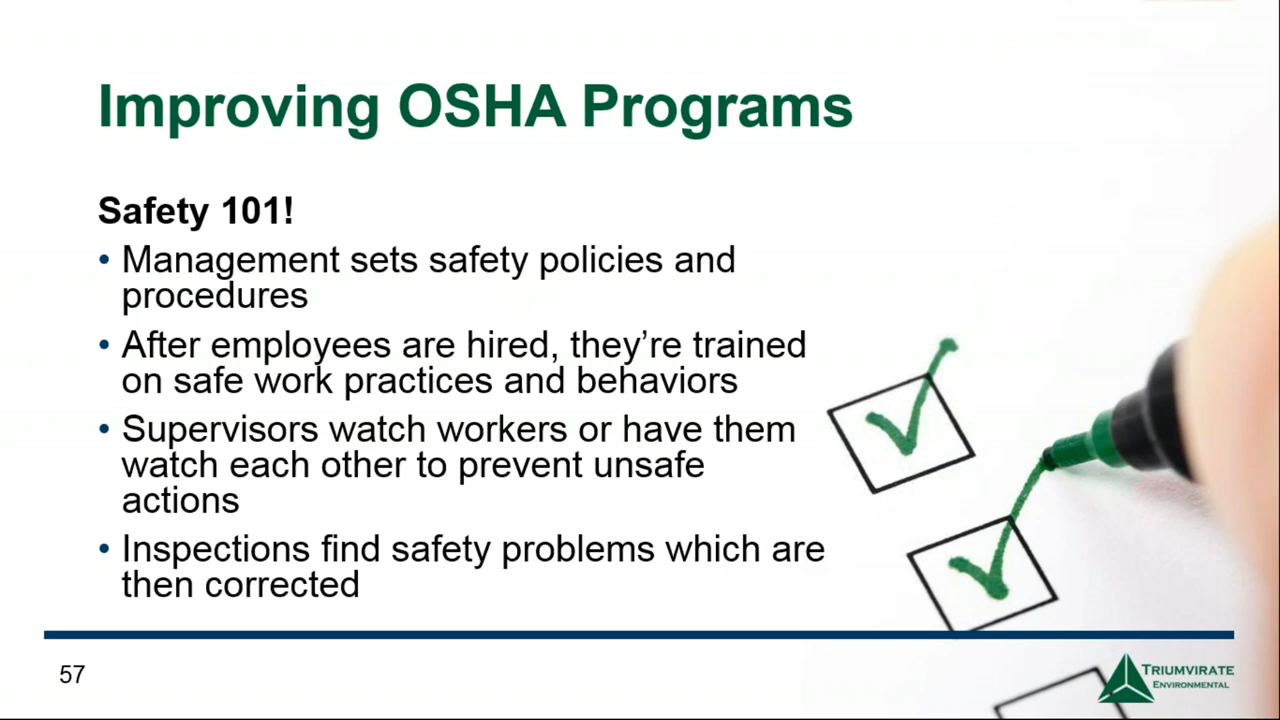 Improving OSHA Programs
Safety 101!
• Management sets safety policies and
procedures
• After employees are hired, they’re trained
on safe work practices and behaviors
• Supervisors watch workers or have them
watch each other to prevent unsafe
actions
• Inspections find safety problems which are
then corrected
57
TRIUMVIRATE
ENVIRONMENTAL